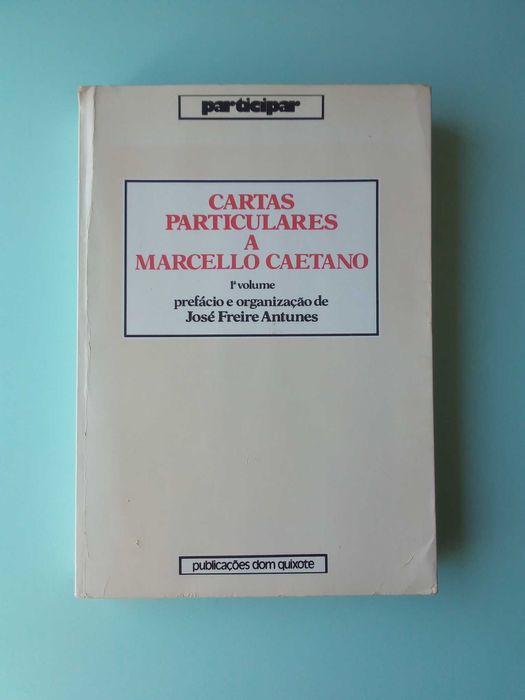 participar
CARTAS
PARTICULARES
A
MARCELLO CAETANO
1º volume
prefácio e organização de
José Freire Antunes
publicações dom quixote